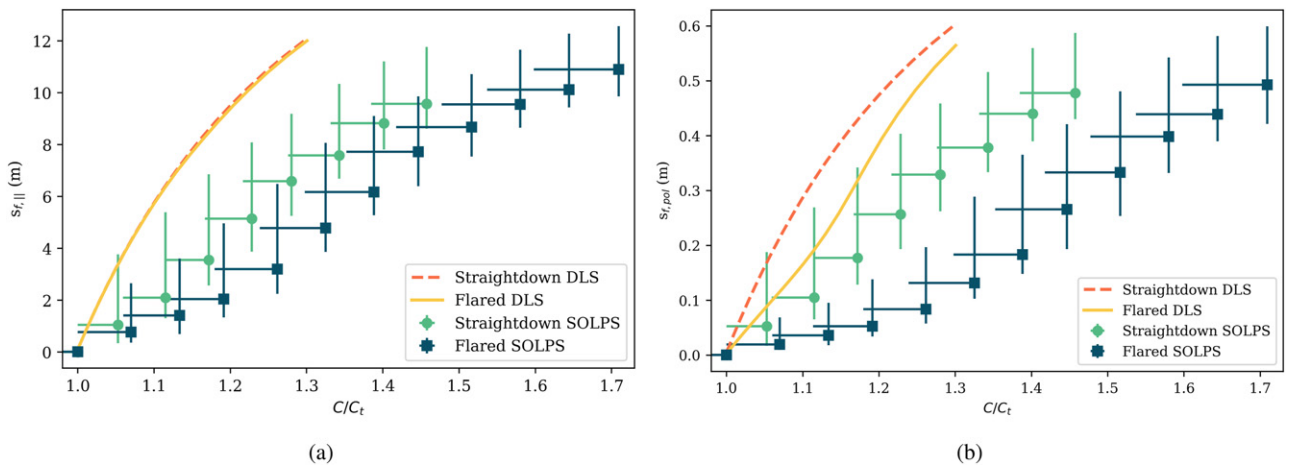 12
10
8
6
4
2
0
s_{f,||} (m)
1.0 1.1 1.2 1.3 1.4 1.5 1.6 1.7
C/C_t
Straightdown DLS
Flared DLS
Straightdown SOLPS
Flared SOLPS
(a)
0.6
0.5
0.4
0.3
0.2
0.1
0.0
s_{f,pol} (m)
1.0 1.1 1.2 1.3 1.4 1.5 1.6 1.7
C/C_t
Straightdown DLS
Flared DLS
Straightdown SOLPS
Flared SOLPS
(b)